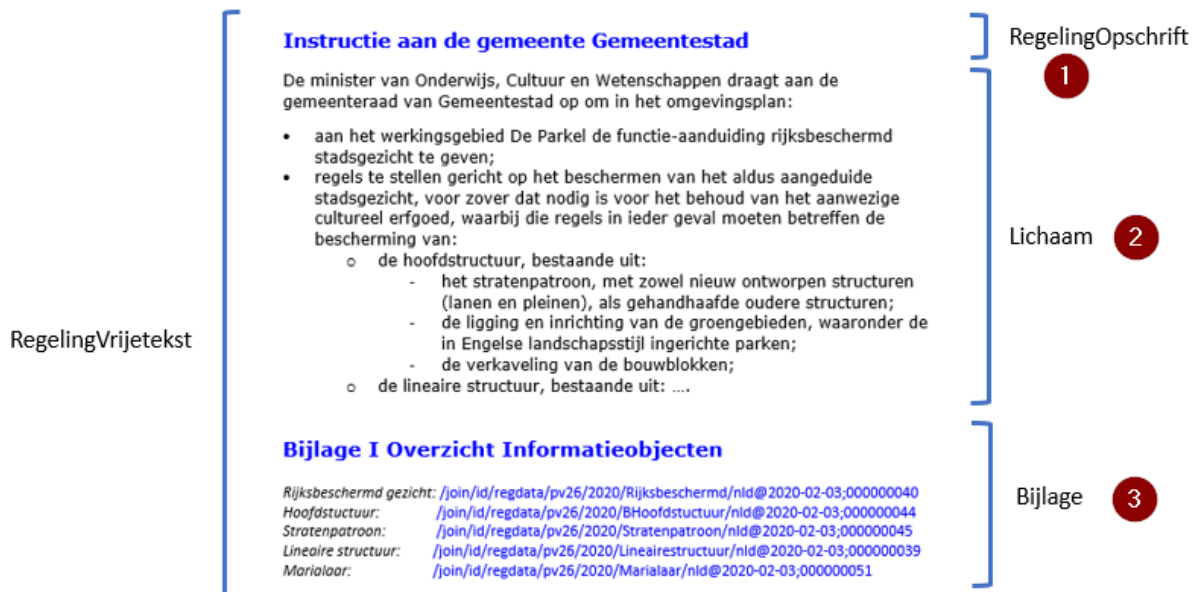 Instructie aan de gemeente Gemeentestad
RegelingOpschrift
1
De minister van Onderwijs, Cultuur en Wetenschappen draagt aan de
gemeenteraad van Gemeentestad op om in het omgevingsplan:
• aan het werkingsgebied De Parkel de functie-aanduiding rijksbeschermd
stadsgezicht te geven;
• regels te stellen gericht op het beschermen van het aldus aangeduide
stadsgezicht, voor zover dat nodig is voor het behoud van het aanwezige
cultureel erfgoed, waarbij die regels in ieder geval moeten betreffen de
bescherming van:
o de hoofdstructuur, bestaande uit:
- het stratenpatroon, met zowel nieuw ontworpen structuren
(lanen en pleinen), als gehandhaafde oudere structuren;
- de ligging en inrichting van de groengebieden, waaronder de
in Engelse landschapsstijl ingerichte parken;
- de verkaveling van de bouwblokken;
o de lineaire structuur, bestaande uit: ....
Lichaam 2
RegelingVrijetekst
Bijlage I Overzicht Informatieobjecten
Rijksbeschermd gezicht: /join/id/regdata/pv26/2020/Rijksbeschermd/nld@2020-02-03;000000040
Hoofdstuctuur: /join/id/regdata/pv26/2020/BHoofdstuctuur/nld@2020-02-03;000000044
Stratenpatroon: /join/id/regdata/pv26/2020/Stratenpatroon/nld@2020-02-03;000000045
Lineaire structuur: /join/id/regdata/pv26/2020/Lineairestructuur/nld@2020-02-03;000000039
Marialaar: /join/id/regdata/pv26/2020/Marialaar/nld@2020-02-03;000000051
Bijlage 3